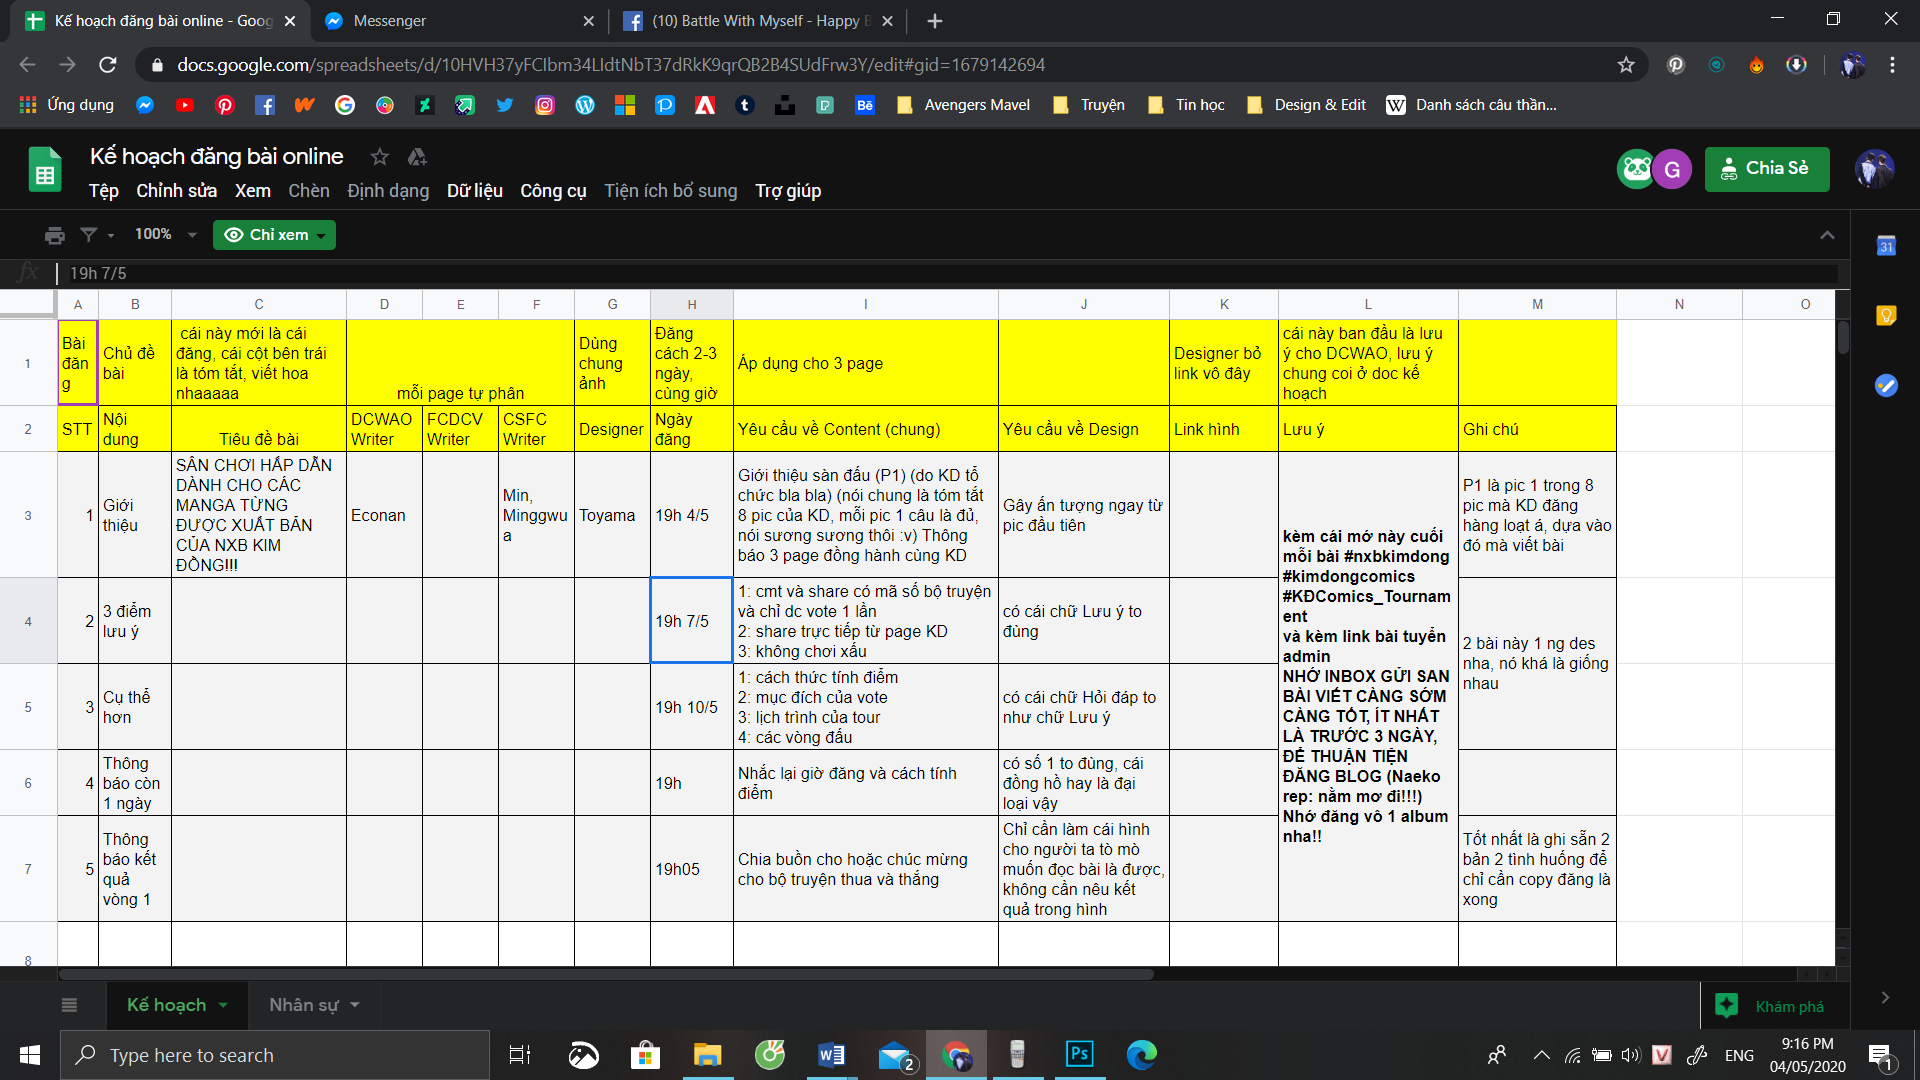 Kế hoạch đăng bài online - Goog
Messenger
(10) Battle With Myself - Happy B
docs.google.com/spreadsheets/d/10HVH37yFClbm34LIdtNbT37dRkK9qrQB2B4SUdFrw3Y/edit#gid=1679142694
Ứng dụng
Avengers Mavel
Truyện
Tin học
Design & Edit
Danh sách câu thần...
Kế hoạch đăng bài online
Tệp Chỉnh sửa Xem Chèn Định dạng Dữ liệu Công cụ Tiện ích bổ sung Trợ giúp
G
Chia Sẻ
100%
Chỉ xem
fx
19h 7/5
31
A B C D E F G H I J K L M N O
1
Bài
đăn
g
Chủ đề
bài
cái này mới là cái
đăng, cái cột bên trái
là tóm tắt, viết hoa
nhaaaaa
mỗi page tự phân
Dùng
chung
ảnh
Đăng
cách 2-3
ngày,
cùng giờ
Áp dụng cho 3 page
Designer bỏ
link vô đây
cái này ban đầu là lưu
ý cho DCWAO, lưu ý
chung coi ở doc kế
hoạch
2
STT
Nội
dung
Tiêu đề bài
DCWAO
Writer
FCDCV
Writer
CSFC
Writer
Designer
Ngày
đăng
Yêu cầu về Content (chung)
Yêu cầu về Design
Link hình
Lưu ý
Ghi chú
3
1
Giới
thiệu
SÂN CHƠI HẤP DẪN
DÀNH CHO CÁC
MANGA TỪNG
ĐƯỢC XUẤT BẢN
CỦA NXB KIM
ĐỒNG!!!
Econan
Min,
Minggwu
a
Toyama
19h 4/5
Giới thiệu sàn đấu (P1) (do KD tổ
chức bla bla) (nói chung là tóm tắt
8 pic của KD, mỗi pic 1 câu là đủ,
nói sương sương thôi :v) Thông
báo 3 page đồng hành cùng KD
Gây ấn tượng ngay từ
pic đầu tiên
kèm cái mớ này cuối
mỗi bài #nxbkimdong
#kimdongcomics
#KĐComics_Tournam
ent
và kèm link bài tuyển
admin
NHỚ INBOX GỬI SAN
BÀI VIẾT CÀNG SỚM
CÀNG TỐT, ÍT NHẤT
LÀ TRƯỚC 3 NGÀY,
ĐỂ THUẬN TIỆN
ĐĂNG BLOG (Naeko
rep: nằm mơ đi!!!)
Nhớ đăng vô 1 album
nha!!
P1 là pic 1 trong 8
pic mà KD đăng
hàng loạt á, dựa vào
đó mà viết bài
4
2
3 điểm
lưu ý
19h 7/5
1: cmt và share có mã số bộ truyện
và chỉ dc vote 1 lần
2: share trực tiếp từ page KD
3: không chơi xấu
có cái chữ Lưu ý to
đùng
2 bài này 1 ng des
nha, nó khá là giống
nhau
5
3
Cụ thể
hơn
19h 10/5
1: cách thức tính điểm
2: mục đích của vote
3: lịch trình của tour
4: các vòng đấu
có cái chữ Hỏi đáp to
như chữ Lưu ý
6
4
Thông
báo còn
1 ngày
19h
Nhắc lại giờ đăng và cách tính
điểm
có số 1 to đùng, cái
đồng hồ hay là đại
loại vậy
7
5
Thông
báo kết
quả
vòng 1
19h05
Chia buồn cho hoặc chúc mừng
cho bộ truyện thua và thắng
Chỉ cần làm cái hình
cho người ta tò mò
muốn đọc bài là được,
không cần nêu kết
quả trong hình
Tốt nhất là ghi sẵn 2
bản 2 tình huống để
chỉ cần copy đăng là
xong
8
Kế hoạch
Nhân sự
Khám phá
Type here to search
2
ENG
9:16 PM
04/05/2020
1